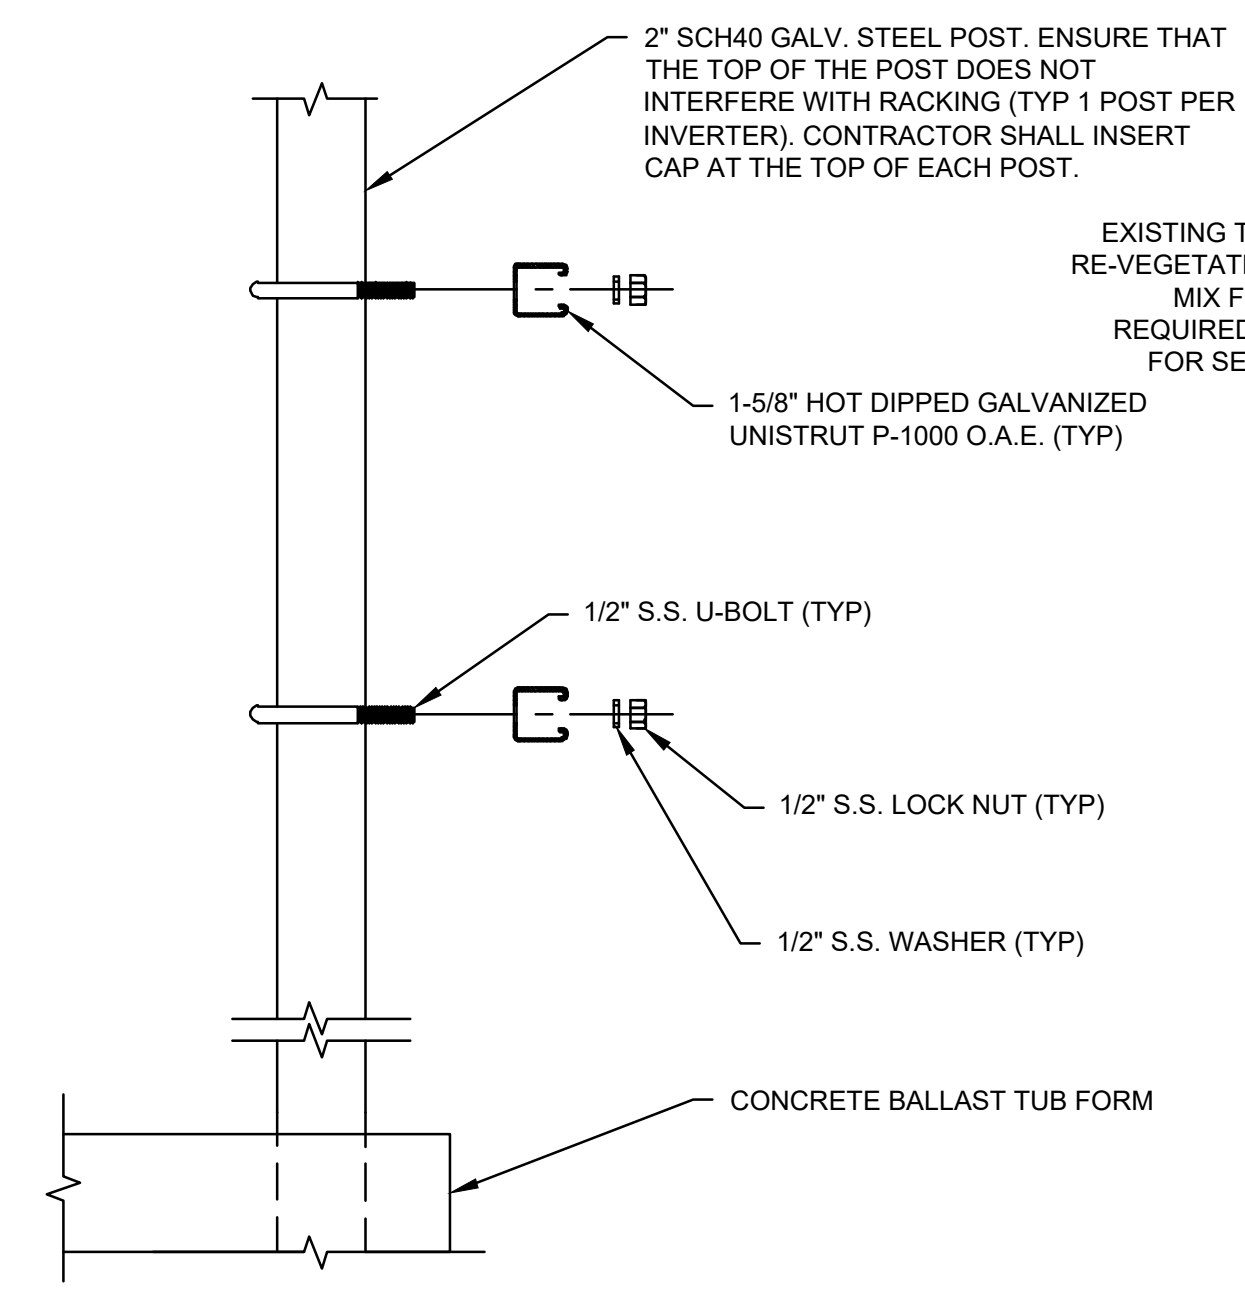 2" SCH40 GALV. STEEL POST. ENSURE THAT
THE TOP OF THE POST DOES NOT
INTERFERE WITH RACKING (TYP 1 POST PER
INVERTER). CONTRACTOR SHALL INSERT
CAP AT THE TOP OF EACH POST.
EXISTING
MIX
REQUIRED
FOR
1-5/8" HOT DIPPED GALVANIZED
UNISTRUT P-1000 O.A.E. (TYP)
1/2" S.S. U-BOLT (TYP)
1/2" S.S. LOCK NUT (TYP)
1/2" S.S. WASHER (TYP)
CONCRETE BALLAST TUB FORM